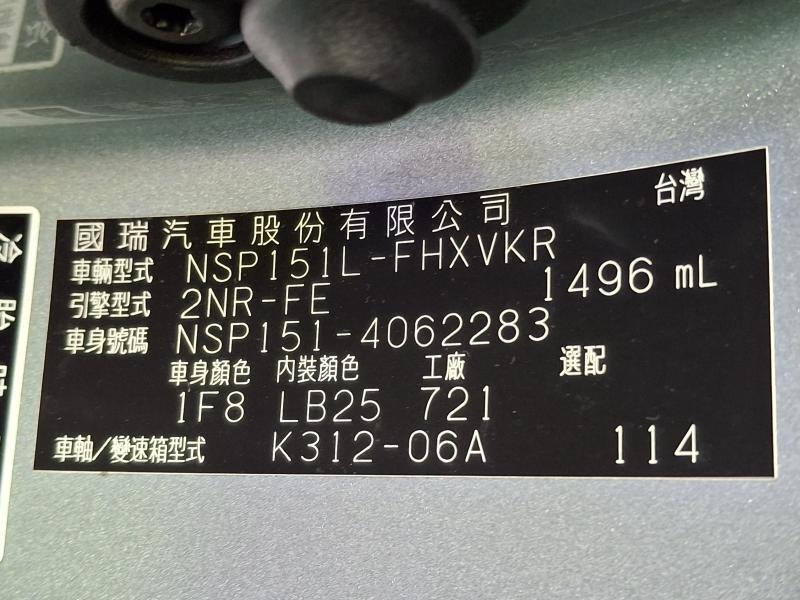 台灣
國瑞汽車股份有限公司
車輛型式 NSP151L-FHXVKR
引擎型式 2NR-FE 1496 mL
車身號碼 NSP151-4062283
車身顏色 內裝顏色 工廠 選配
1F8 LB25 721
車軸/變速箱型式 K312-06A 114
冷
胎